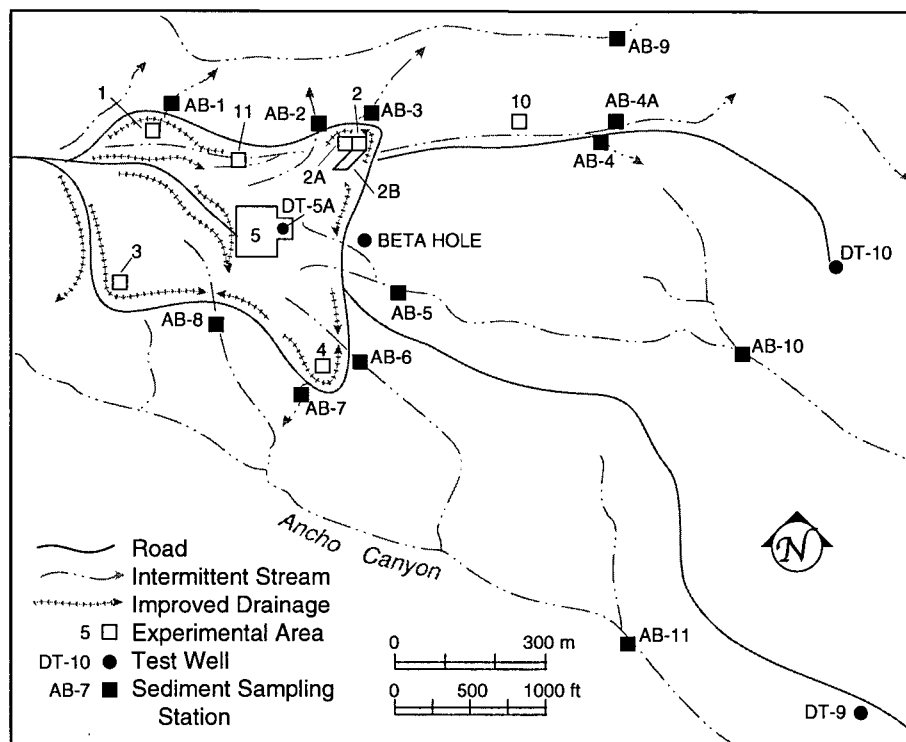 AB-9
1
AB-1
11
AB-2
2
AB-3
10
AB-4A
AB-4
2A
2B
DT-5A
5
BETA HOLE
DT-10
3
AB-8
AB-5
AB-10
4
AB-6
AB-7
Ancho Canyon
N
Road
Intermittent Stream
Improved Drainage
5 Experimental Area
DT-10 Test Well
AB-7 Sediment Sampling
Station
0 300 m
0 500 1000 ft
AB-11
DT-9